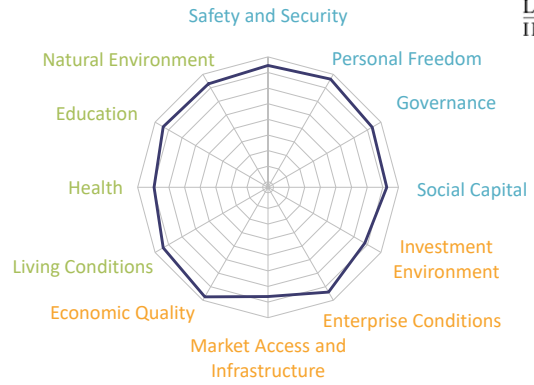 Safety and Security
Natural Environment
Personal Freedom
Education
Governance
Health
Social Capital
Investment
Environment
Living Conditions
Economic Quality
Enterprise Conditions
Market Access and
Infrastructure